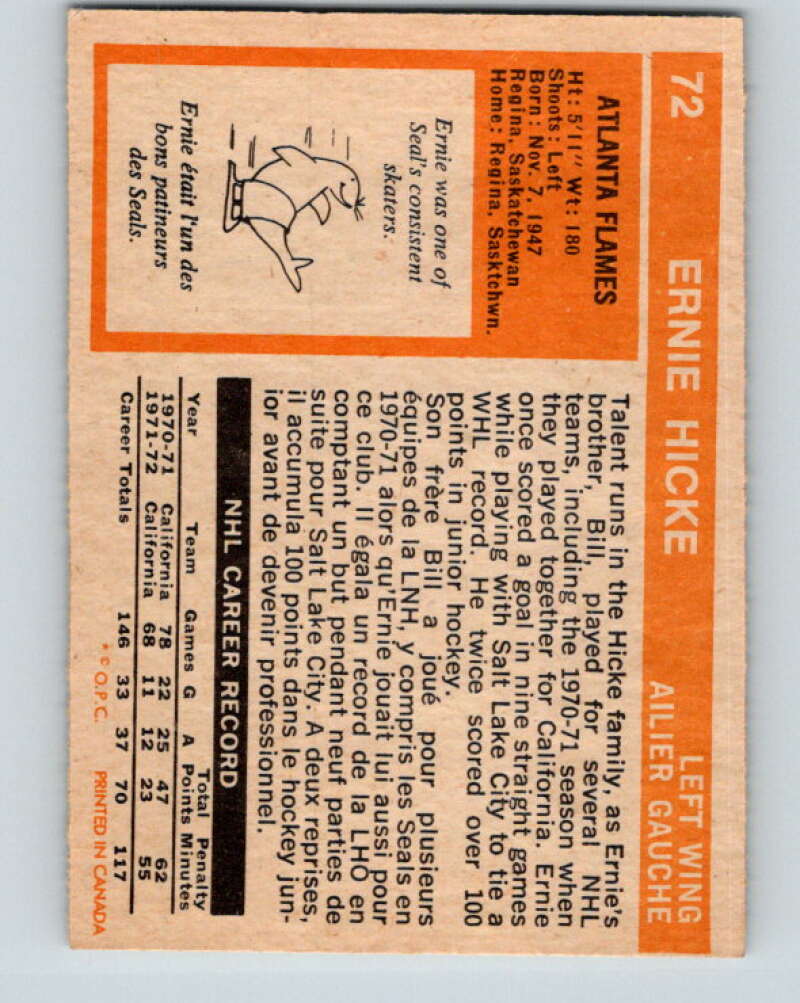 72 ERNIE HICKE LEFT WING
AILIER GAUCHE
ATLANTA FLAMES
Ht: 5'11" Wt: 180
Shoots: Left
Born: Nov. 7, 1947
Regina, Saskatchewan
Home: Regina, Sasktchwn.
Ernie was one of
Seal's consistent
skaters.
Ernie était l'un des
bons patineurs
des Seals.
Talent runs in the Hicke family, as Ernie's
brother, Bill, played for several NHL
teams, including the 1970-71 season when
they played together for California. Ernie
once scored a goal in nine straight games
while playing with Salt Lake City to tie a
WHL record. He twice scored over 100
points in junior hockey.
Son frère Bill a joué pour plusieurs
équipes de la LNH, y compris les Seals en
1970-71 alors qu'Ernie jouait lui aussi pour
ce club. Il égala un record de la LHO en
comptant un but pendant neuf parties de
suite pour Salt Lake City. A deux reprises,
il accumula 100 points dans le hockey jun-
ior avant de devenir professionnel.
NHL CAREER RECORD
Total Penalty
Year Team Games G A Points Minutes
1970-71 California 78 22 25 47 62
1971-72 California 68 11 12 23 55
Career Totals 146 33 37 70 117
* © O.P.C. PRINTED IN CANADA